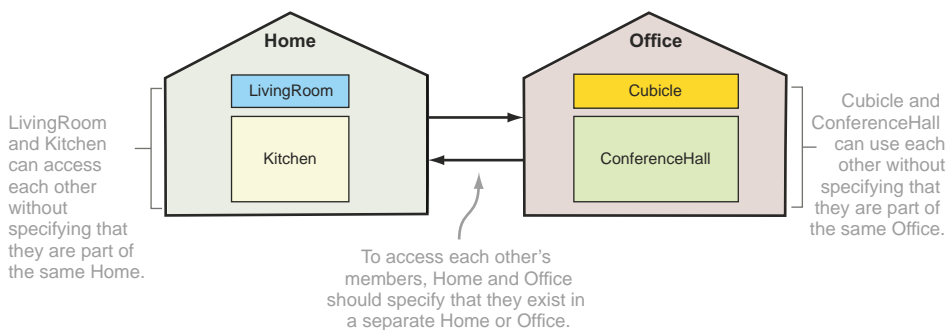 Home
Office
LivingRoom
Kitchen
Cubicle
ConferenceHall
LivingRoom
and Kitchen
can access
each other
without
specifying that
they are part of
the same Home.
Cubicle and
ConferenceHall
can use each
other without
specifying that
they are part of
the same Office.
To access each other’s
members, Home and Office
should specify that they exist in
a separate Home or Office.